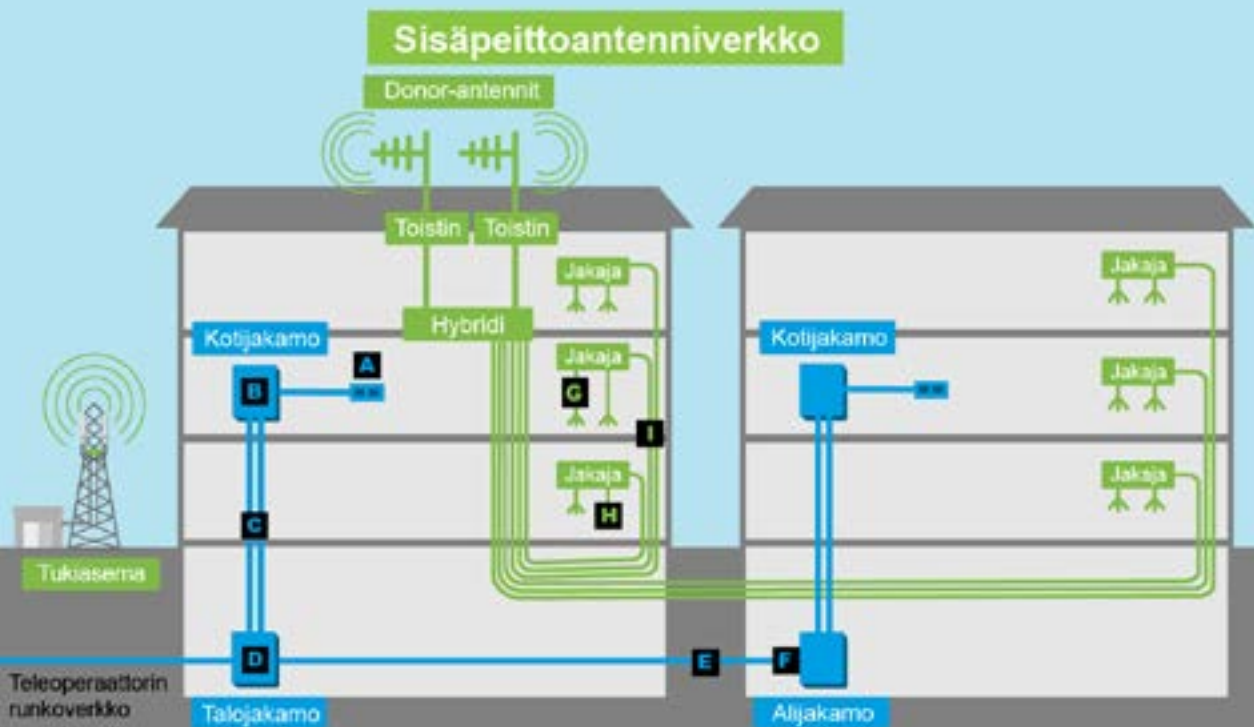 Sisäpeittoantenniverkko
Donor-antennit
Toistin Toistin
Jakaja
Jakaja
Hybridi
Kotijakamo
Kotijakamo
A
Jakaja
Jakaja
B
G
I
Jakaja
Jakaja
C
H
Tukiasema
D
E
F
Teleoperaattorin
runkoverkko
Talojakamo
Alijakamo